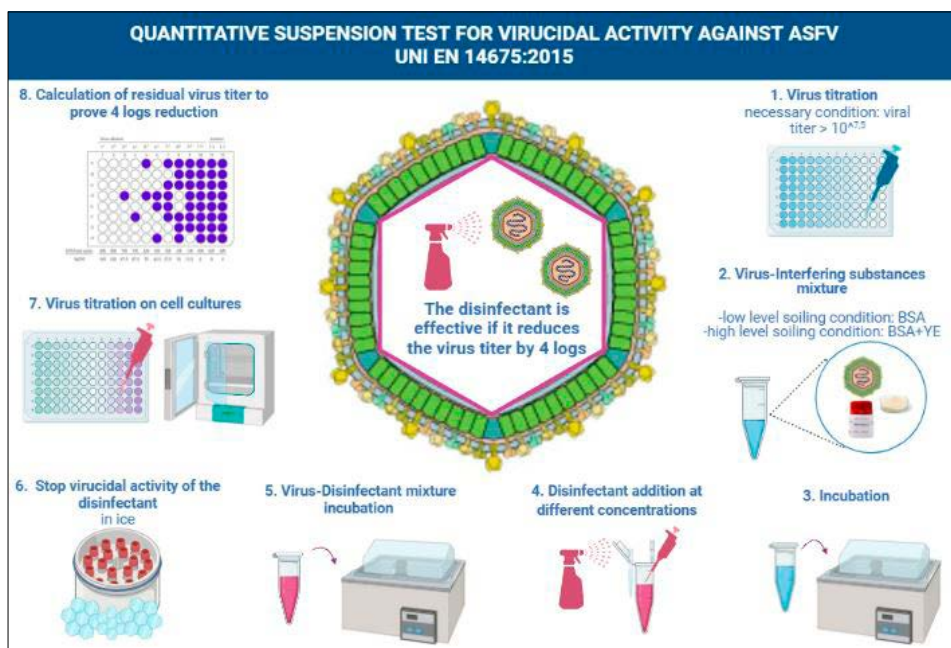 QUANTITATIVE SUSPENSION TEST FOR VIRUCIDAL ACTIVITY AGAINST ASFV
UNI EN 14675:2015
1. Virus titration
necessary condition: viral
titer > 10^7,5
2. Virus-Interfering substances
mixture
-low level soiling condition: BSA
-high level soiling condition: BSA+YE
3. Incubation
4. Disinfectant addition at
different concentrations
5. Virus-Disinfectant mixture
incubation
6. Stop virucidal activity of the
disinfectant
in ice
7. Virus titration on cell cultures
8. Calculation of residual virus titer to
prove 4 logs reduction
The disinfectant is
effective if it reduces
the virus titer by 4 logs